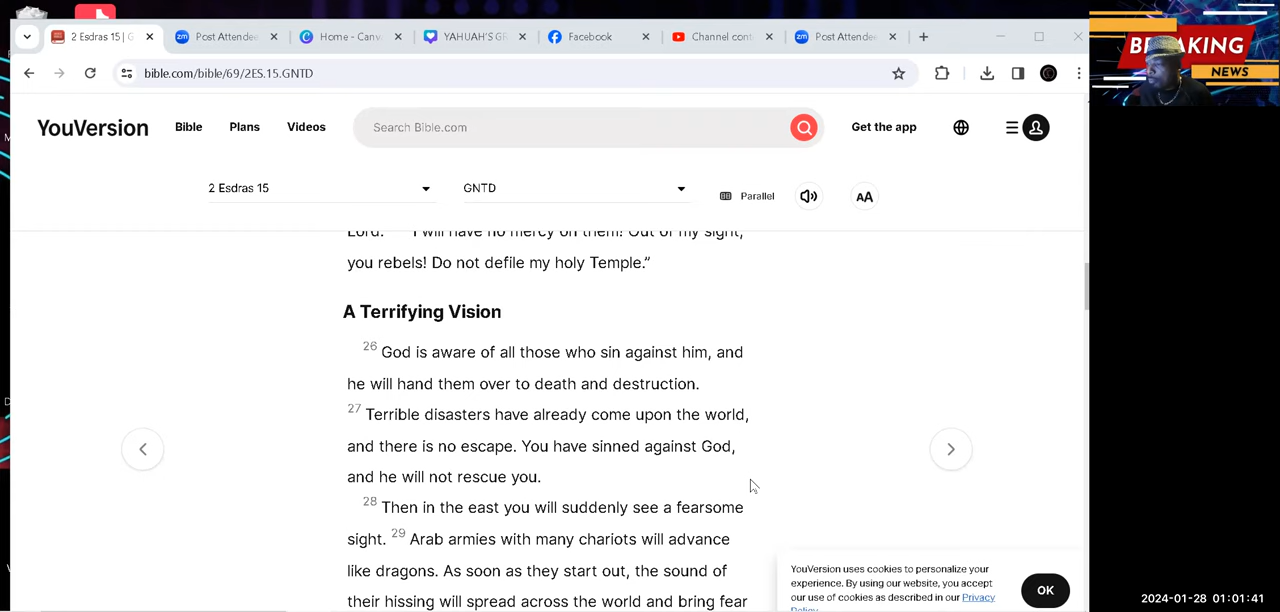 2 Esdras 15 | G
Post Attendee
Home - Canv
YAHUAH'S GR
Facebook
Channel cont
Post Attendee
bible.com/bible/69/2ES.15.GNTD
YouVersion
Bible
Plans
Videos
Search Bible.com
Get the app
2 Esdras 15
GNTD
Parallel
AA
Lord. "I will have no mercy on them! Out of my sight,
you rebels! Do not defile my holy Temple."
A Terrifying Vision
26 God is aware of all those who sin against him, and
he will hand them over to death and destruction.
27 Terrible disasters have already come upon the world,
and there is no escape. You have sinned against God,
and he will not rescue you.
28 Then in the east you will suddenly see a fearsome
sight. 29 Arab armies with many chariots will advance
like dragons. As soon as they start out, the sound of
their hissing will spread across the world and bring fear
YouVersion uses cookies to personalize your
experience. By using our website, you accept
our use of cookies as described in our Privacy
Policy.
OK
BREAKING
NEWS
2024-01-28 01:01:41